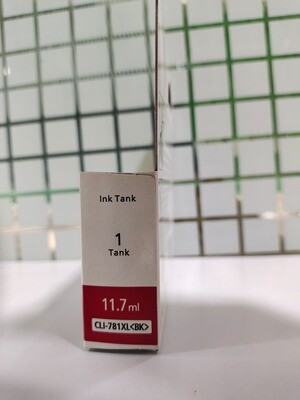 Ink Tank
1
Tank
11.7ml
CLI-781XL<BK>